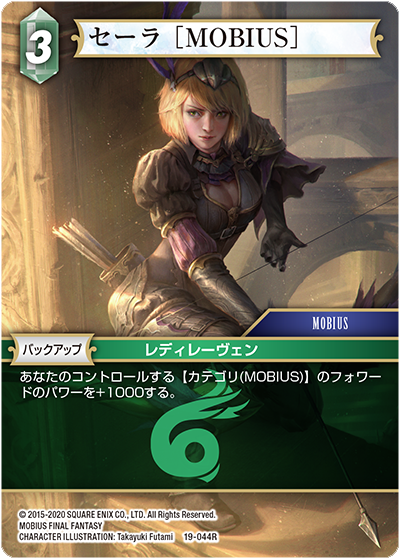 3
セーラ［MOBIUS］
MOBIUS
バックアップ
レディレーヴェン
あなたのコントロールする【カテゴリ(MOBIUS)】のフォワー
ドのパワーを+1000する。
© 2015-2020 SQUARE ENIX CO., LTD. All Rights Reserved.
MOBIUS FINAL FANTASY
CHARACTER ILLUSTRATION: Takayuki Futami
19-044R